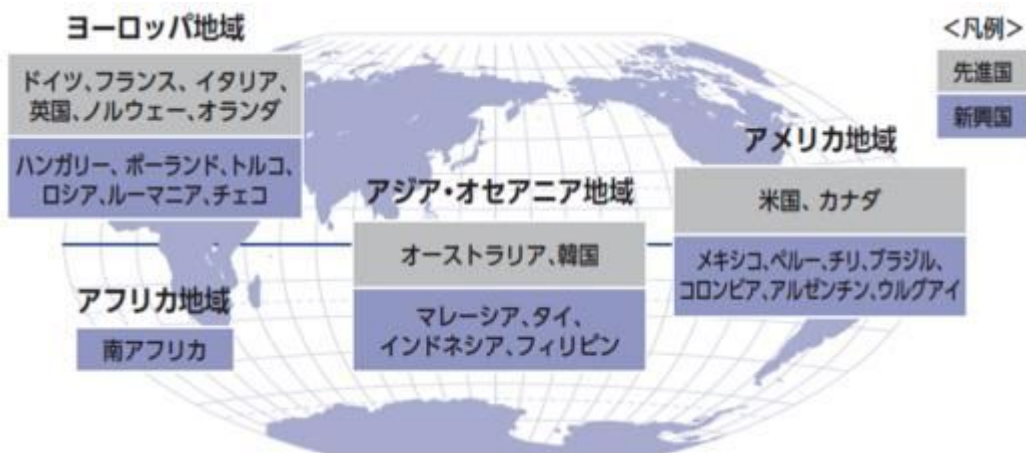 ヨーロッパ地域
ドイツ、フランス、イタリア、
英国、ノルウェー、オランダ
ハンガリー、ポーランド、トルコ、
ロシア、ルーマニア、チェコ
アフリカ地域
南アフリカ
アジア・オセアニア地域
オーストラリア、韓国
マレーシア、タイ、
インドネシア、フィリピン
アメリカ地域
米国、カナダ
メキシコ、ペルー、チリ、ブラジル、
コロンビア、アルゼンチン、ウルグアイ
<凡例>
先進国
新興国